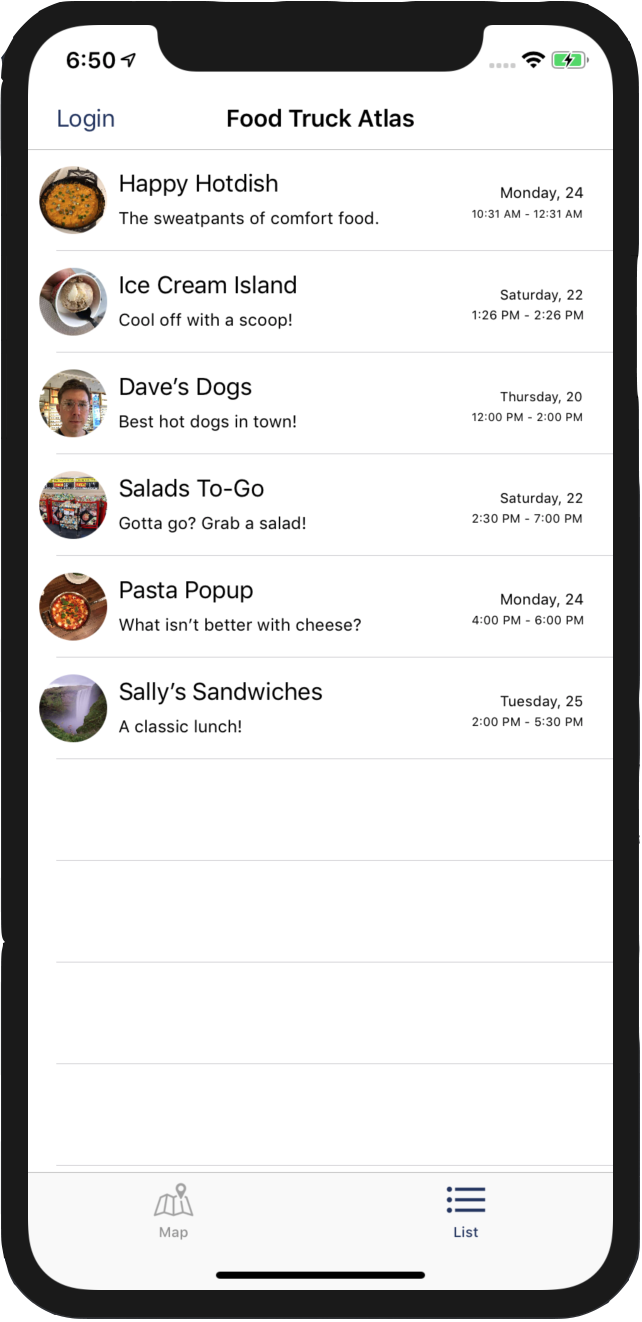 6:50
Login
Food Truck Atlas
Happy Hotdish
Monday, 24
The sweatpants of comfort food.
10:31 AM - 12:31 AM
Ice Cream Island
Saturday, 22
Cool off with a scoop!
1:26 PM - 2:26 PM
Dave’s Dogs
Thursday, 20
Best hot dogs in town!
12:00 PM - 2:00 PM
Salads To-Go
Saturday, 22
Gotta go? Grab a salad!
2:30 PM - 7:00 PM
Pasta Popup
Monday, 24
What isn’t better with cheese?
4:00 PM - 6:00 PM
Sally’s Sandwiches
Tuesday, 25
A classic lunch!
2:00 PM - 5:30 PM
Map
List